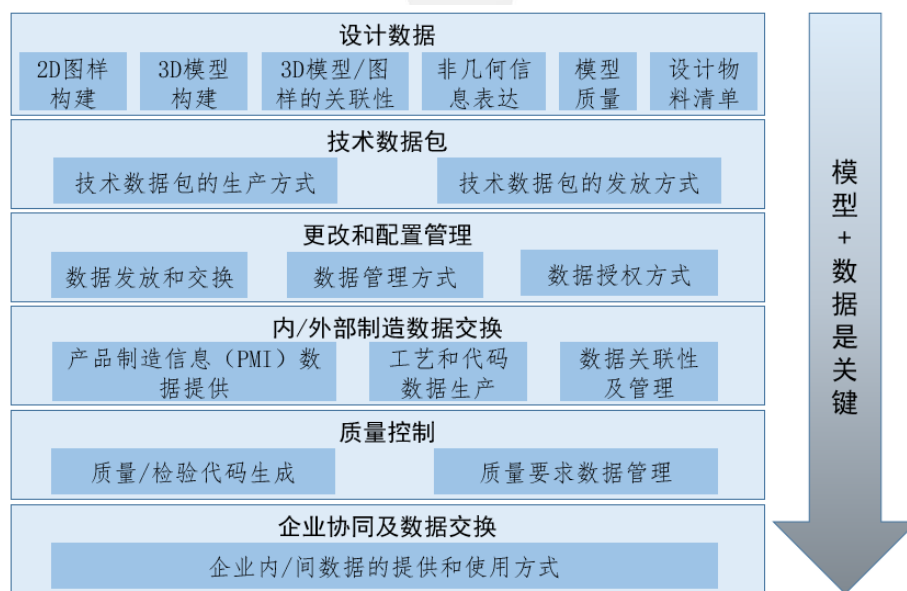 设计数据
2D图样
构建
3D模型
构建
3D模型/图
样的关联性
非几何信
息表达
模型
质量
设计物
料清单
技术数据包
技术数据包的生产方式
技术数据包的发放方式
更改和配置管理
数据发放和交换
数据管理方式
数据授权方式
内/外部制造数据交换
产品制造信息（PMI）数
据提供
工艺和代码
数据生产
数据关联性
及管理
质量控制
质量/检验代码生成
质量要求数据管理
企业协同及数据交换
企业内/间数据的提供和使用方式
模型+数据是关键